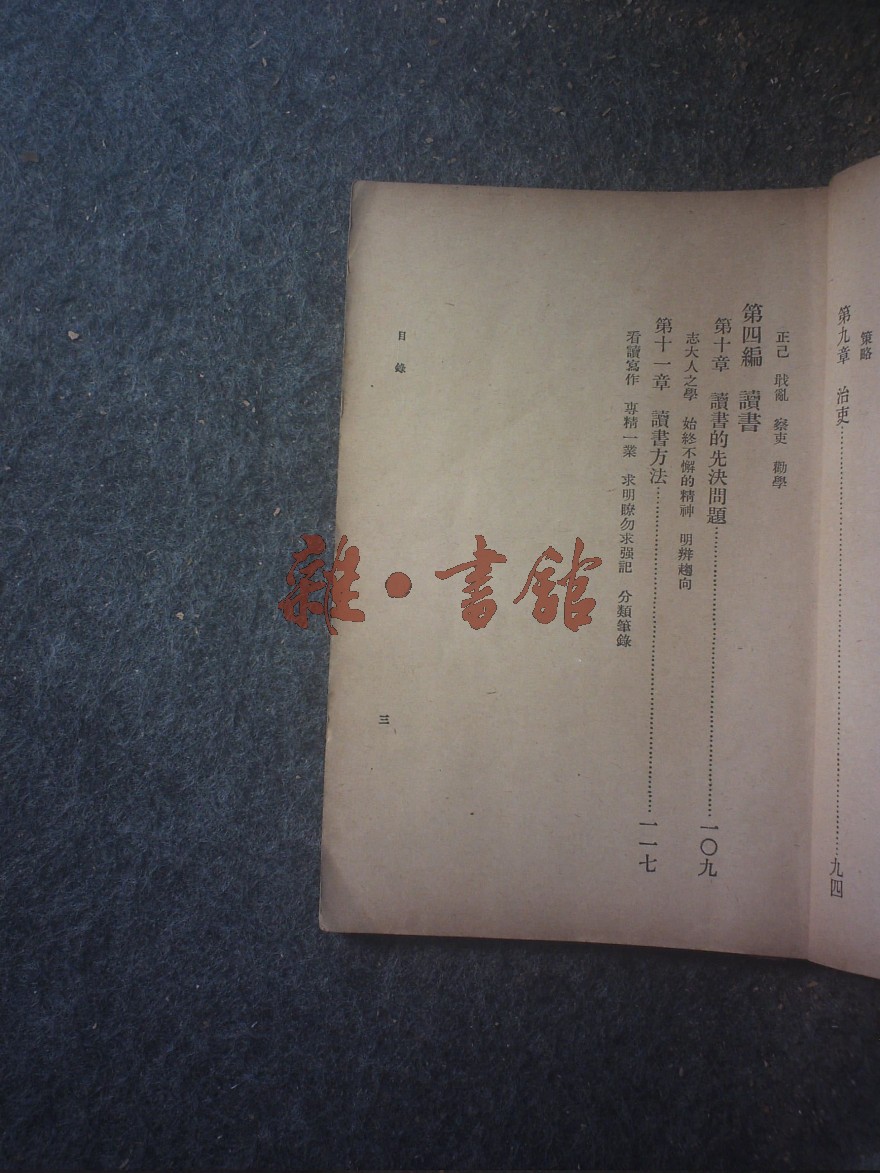 策略
第九章 治吏……九四
正己 戢亂 察吏 勸學
第四編 讀書
第十章 讀書的先決問題……一〇九
志大人之學 始終不懈的精神 明辨趨向
第十一章 讀書方法……一一七
看讀寫作 專精一業 求明瞭勿求强記 分類筆錄
目錄
三
雜·書館